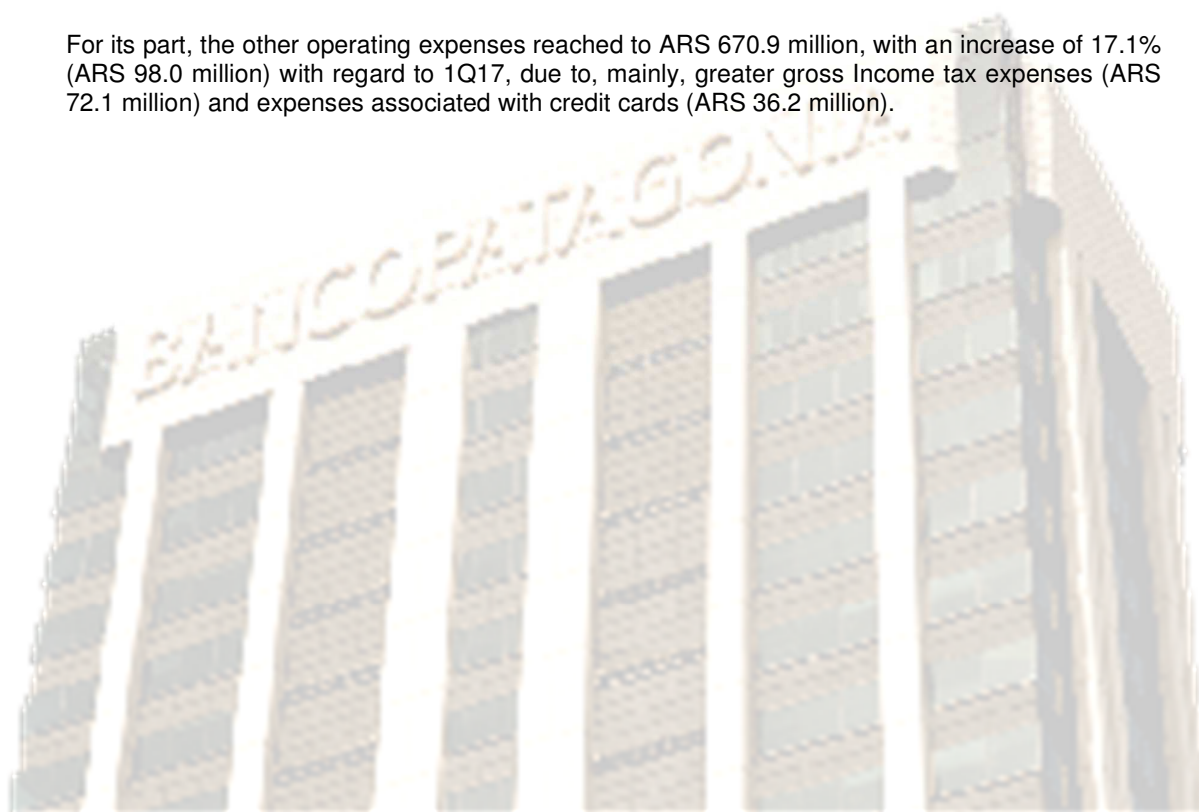 For its part, the other operating expenses reached to ARS 670.9 million, with an increase of 17.1%
(ARS 98.0 million) with regard to 1Q17, due to, mainly, greater gross Income tax expenses (ARS
72.1 million) and expenses associated with credit cards (ARS 36.2 million).
BANCOPATAGONIA